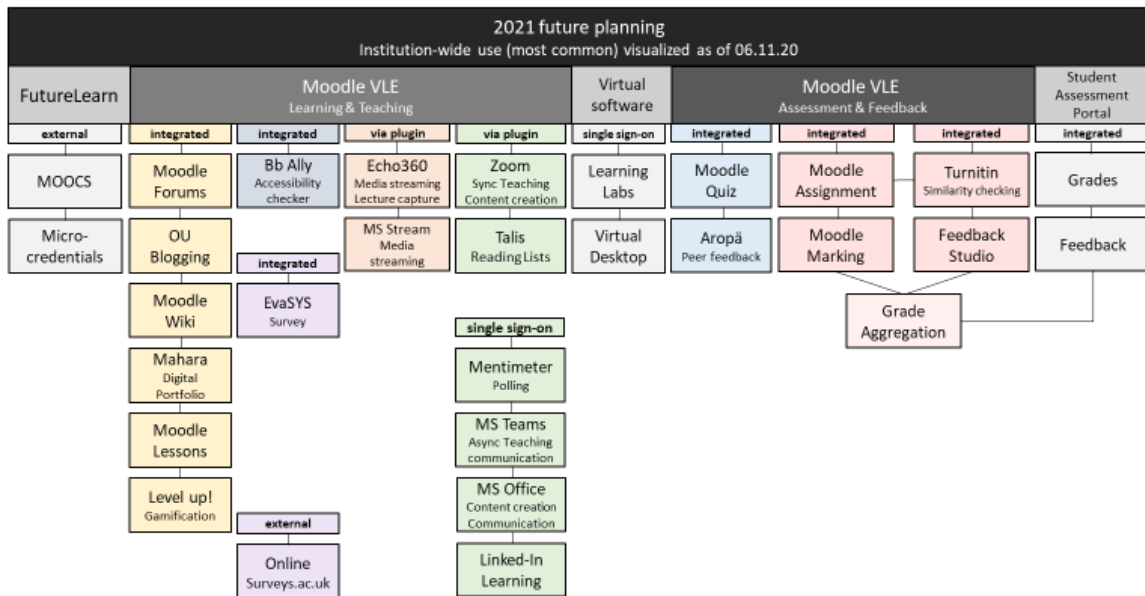 2021 future planning
Institution-wide use (most common) visualized as of 06.11.20
FutureLearn
Moodle VLE
Learning & Teaching
Virtual
software
Moodle VLE
Assessment & Feedback
Student
Assessment
Portal
external
integrated
integrated
via plugin
via plugin
single sign-on
integrated
integrated
integrated
integrated
MOOCS
Moodle
Forums
Bb Ally
Accessibility
checker
Echo360
Media streaming
Lecture capture
Zoom
Sync Teaching
Content creation
Learning
Labs
Moodle
Quiz
Moodle
Assignment
Turnitin
Similarity checking
Grades
Micro-
credentials
OU
Blogging
MS Stream
Media
streaming
Talis
Reading Lists
Virtual
Desktop
Aropä
Peer feedback
Moodle
Marking
Feedback
Studio
Feedback
integrated
Moodle
Wiki
EvaSYS
Survey
Grade
Aggregation
single sign-on
Mahara
Digital
Portfolio
Mentimeter
Polling
Moodle
Lessons
MS Teams
Async Teaching
communication
Level up!
Gamification
MS Office
Content creation
Communication
external
Online
Surveys.ac.uk
Linked-In
Learning